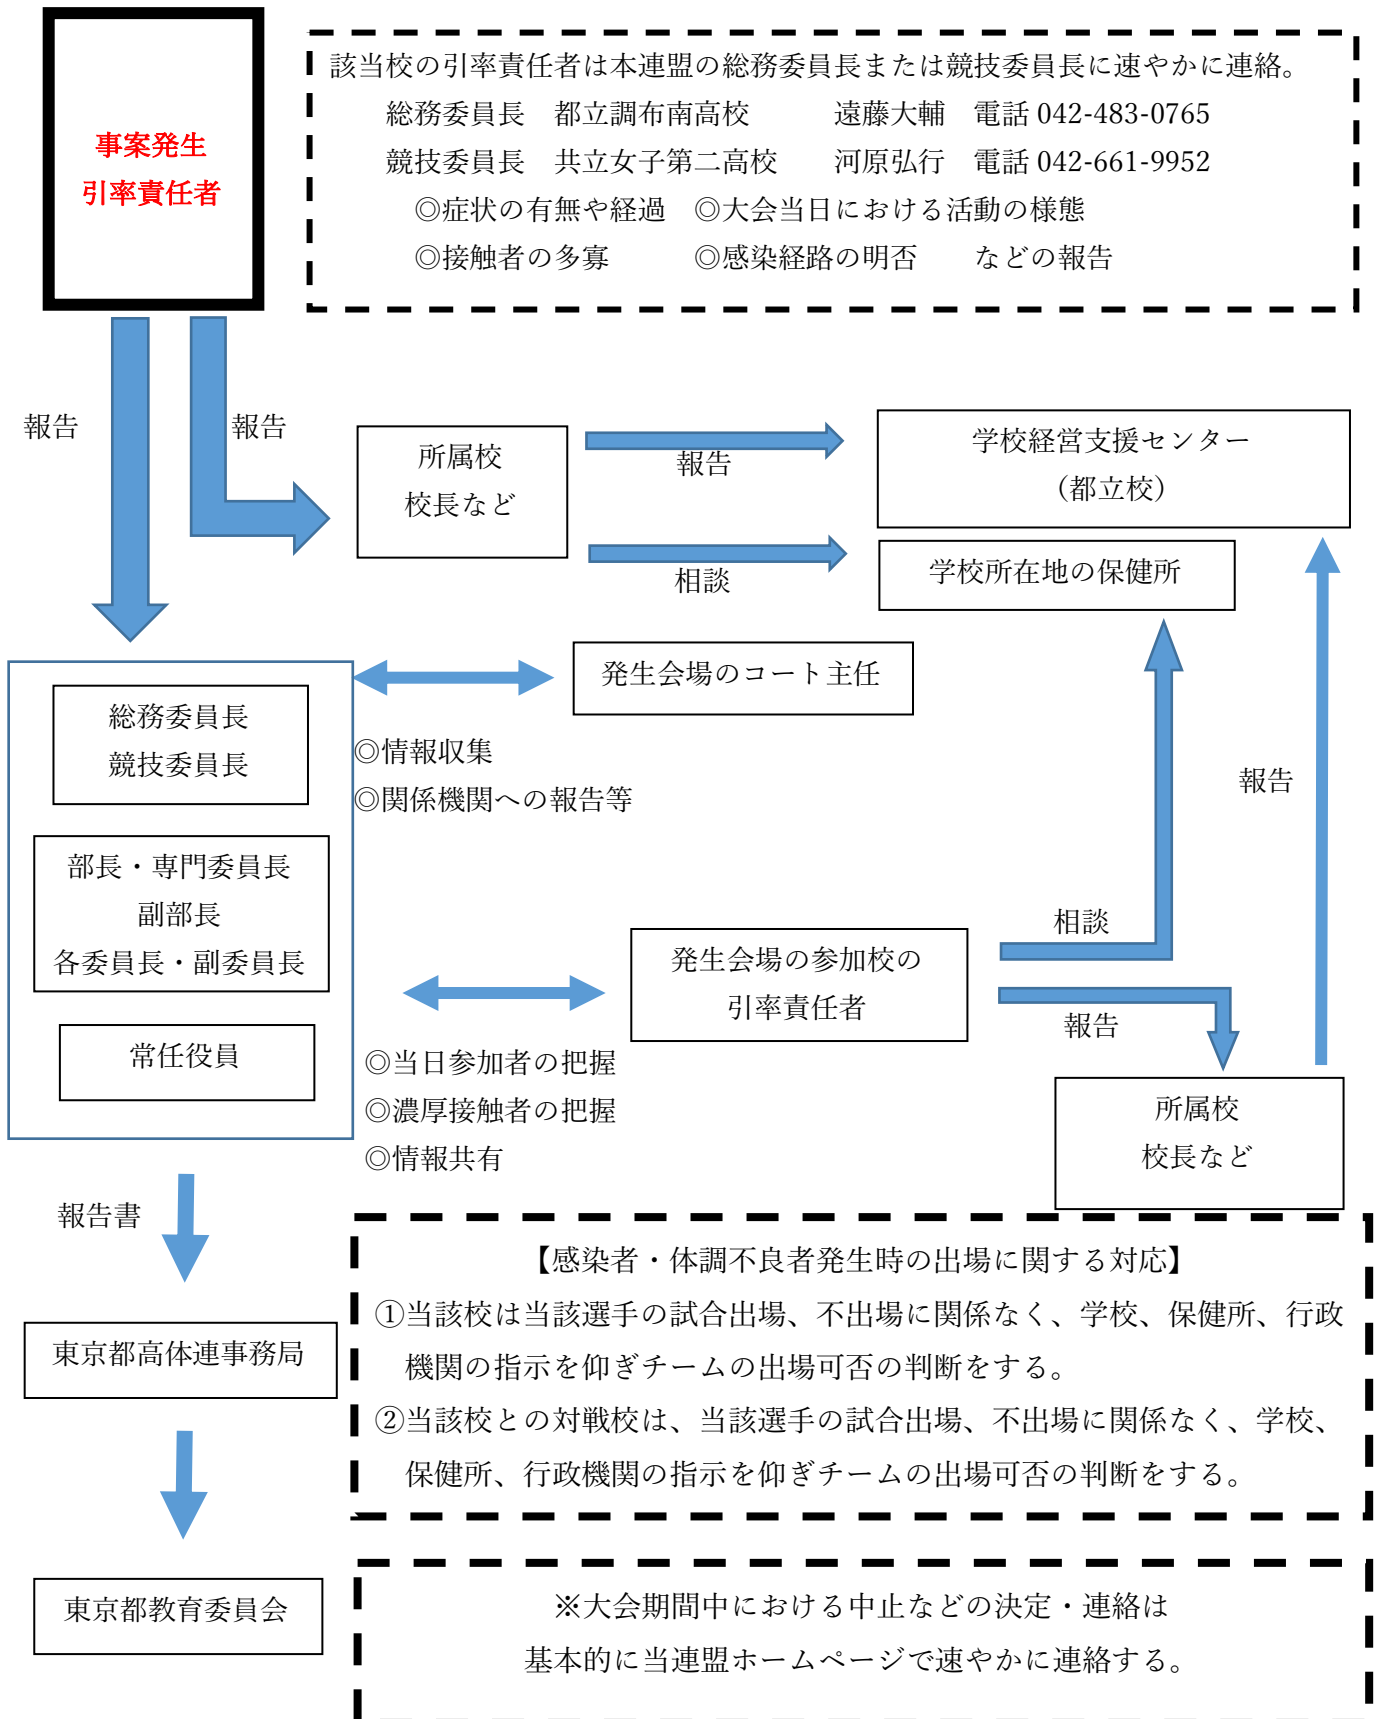 事案発生
引率責任者
該当校の引率責任者は本連盟の総務委員長または競技委員長に速やかに連絡。
総務委員長 都立調布南高校 遠藤大輔 電話 042-483-0765
競技委員長 共立女子第二高校 河原弘行 電話 042-661-9952
◎症状の有無や経過 ◎大会当日における活動の様態
◎接触者の多寡 ◎感染経路の明否 などの報告
報告
報告
所属校
校長など
報告
学校経営支援センター
（都立校）
相談
学校所在地の保健所
発生会場のコート主任
総務委員長
競技委員長
◎情報収集
◎関係機関への報告等
報告
部長・専門委員長
副部長
各委員長・副委員長
相談
発生会場の参加校の
引率責任者
報告
常任役員
◎当日参加者の把握
◎濃厚接触者の把握
◎情報共有
所属校
校長など
報告書
【感染者・体調不良者発生時の出場に関する対応】
①当該校は当該選手の試合出場、不出場に関係なく、学校、保健所、行政
機関の指示を仰ぎチームの出場可否の判断をする。
②当該校との対戦校は、当該選手の試合出場、不出場に関係なく、学校、
保健所、行政機関の指示を仰ぎチームの出場可否の判断をする。
東京都高体連事務局
東京都教育委員会
※大会期間中における中止などの決定・連絡は
基本的に当連盟ホームページで速やかに連絡する。